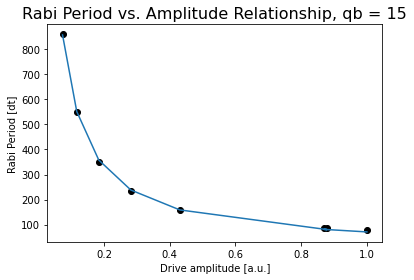 Rabi Period vs. Amplitude Relationship, qb = 15
Rabi Period [dt]
800
700
600
500
400
300
200
100
0.2 0.4 0.6 0.8 1.0
Drive amplitude [a.u.]